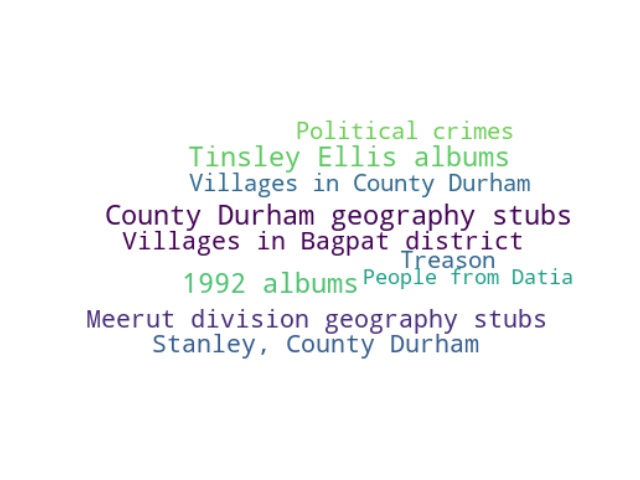 Political crimes
Tinsley Ellis albums
Villages in County Durham
County Durham geography stubs
Villages in Bagpat district
Treason
1992 albums
People from Datia
Meerut division geography stubs
Stanley, County Durham